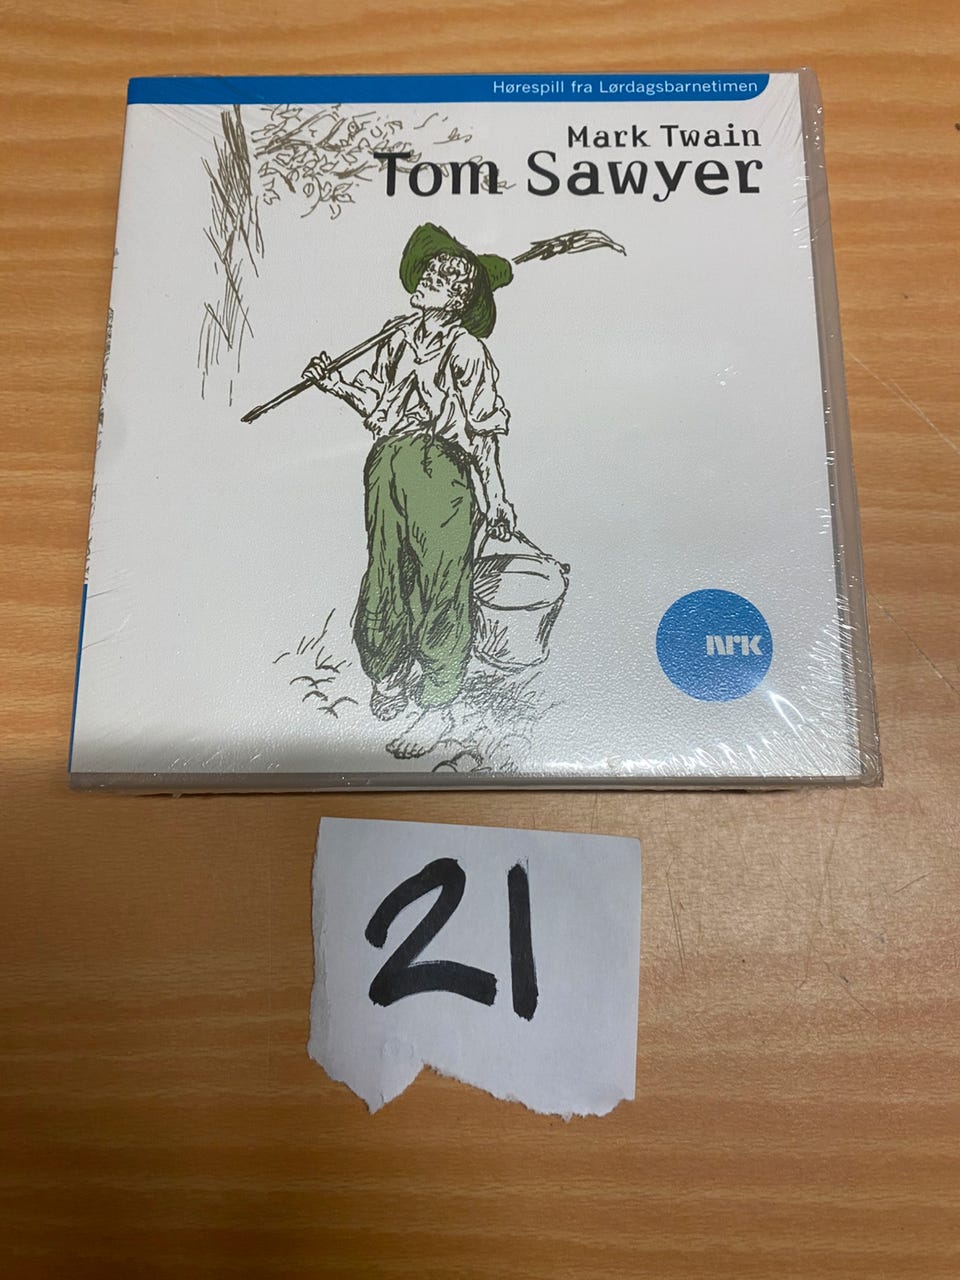 Hørespill fra Lørdagsbarnetimen
Mark Twain
Tom Sawyer
NRK
21